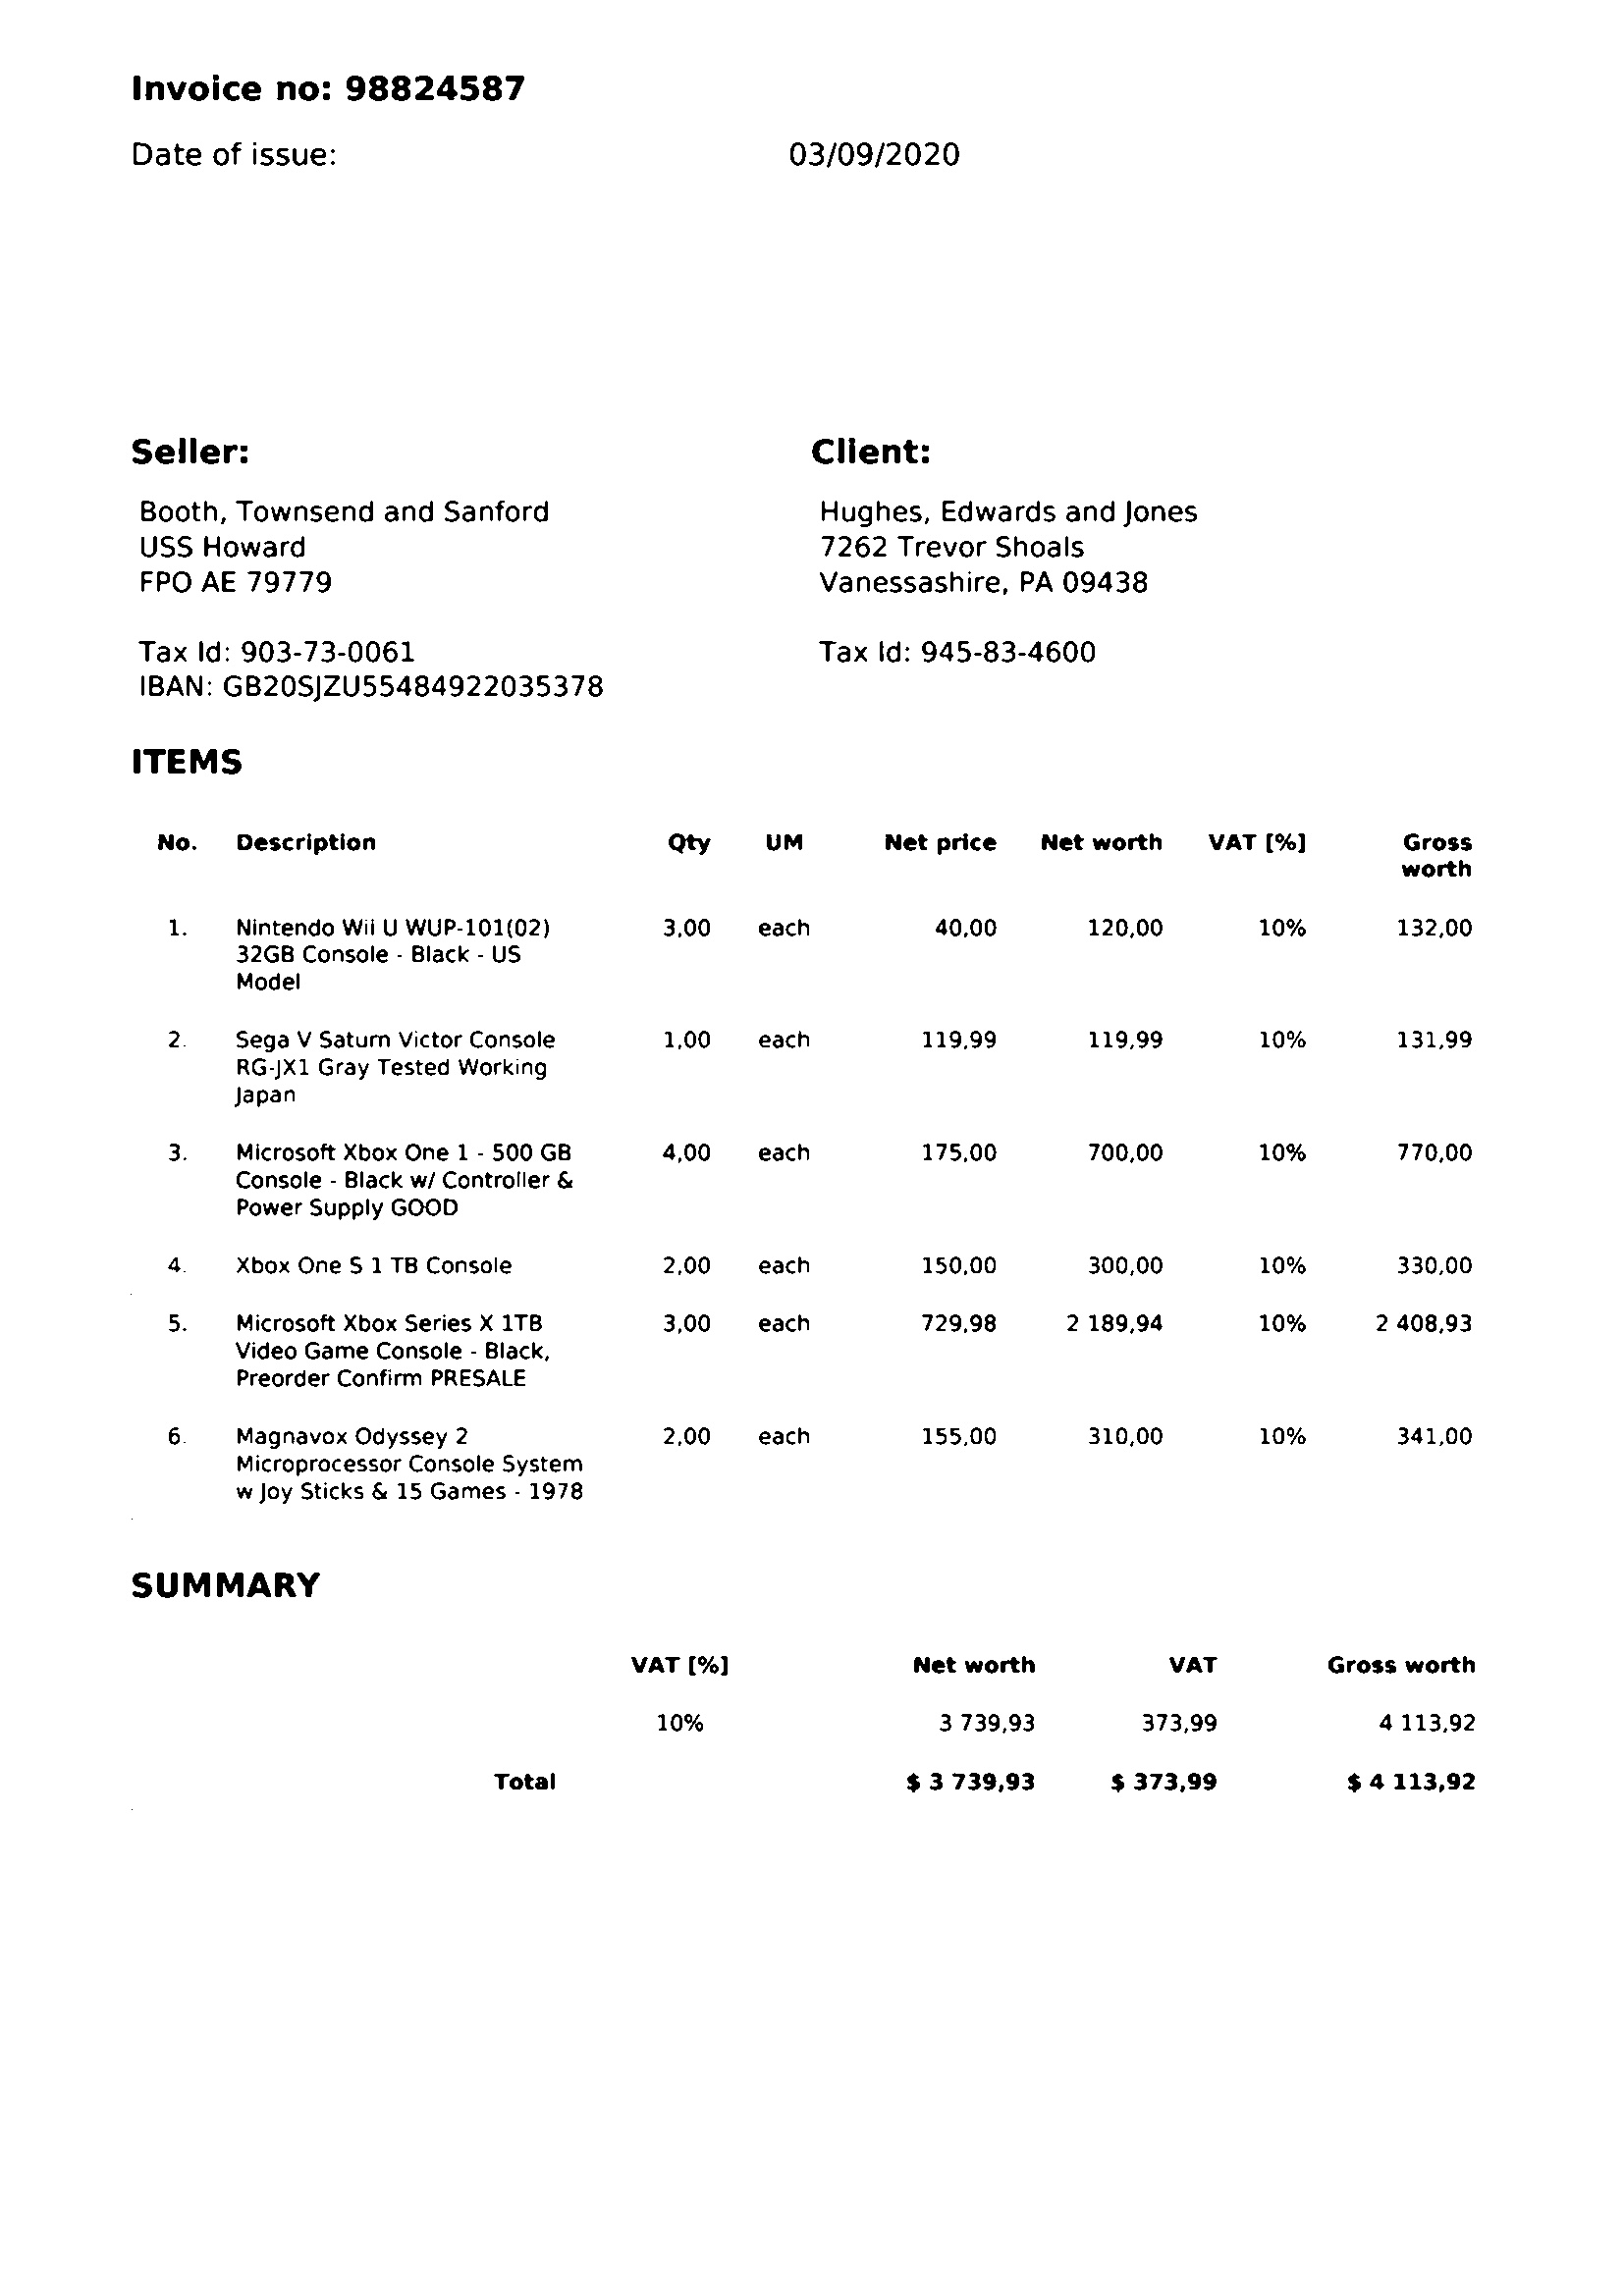 Invoice no: 98824587
Date of issue: 03/09/2020
Seller:
Booth, Townsend and Sanford
USS Howard
FPO AE 79779
Tax Id: 903-73-0061
IBAN: GB20SJZU55484922035378
Client:
Hughes, Edwards and Jones
7262 Trevor Shoals
Vanessashire, PA 09438
Tax Id: 945-83-4600
ITEMS
No. Description Qty UM Net price Net worth VAT [%] Gross
worth
1. Nintendo Wii U WUP-101(02) 3,00 each 40,00 120,00 10% 132,00
32GB Console - Black - US
Model
2. Sega V Saturn Victor Console 1,00 each 119,99 119,99 10% 131,99
RG-JX1 Gray Tested Working
Japan
3. Microsoft Xbox One 1 - 500 GB 4,00 each 175,00 700,00 10% 770,00
Console - Black w/ Controller &
Power Supply GOOD
4. Xbox One S 1 TB Console 2,00 each 150,00 300,00 10% 330,00
5. Microsoft Xbox Series X 1TB 3,00 each 729,98 2 189,94 10% 2 408,93
Video Game Console - Black,
Preorder Confirm PRESALE
6. Magnavox Odyssey 2 2,00 each 155,00 310,00 10% 341,00
Microprocessor Console System
w Joy Sticks & 15 Games - 1978
SUMMARY
VAT [%] Net worth VAT Gross worth
10% 3 739,93 373,99 4 113,92
Total $ 3 739,93 $ 373,99 $ 4 113,92